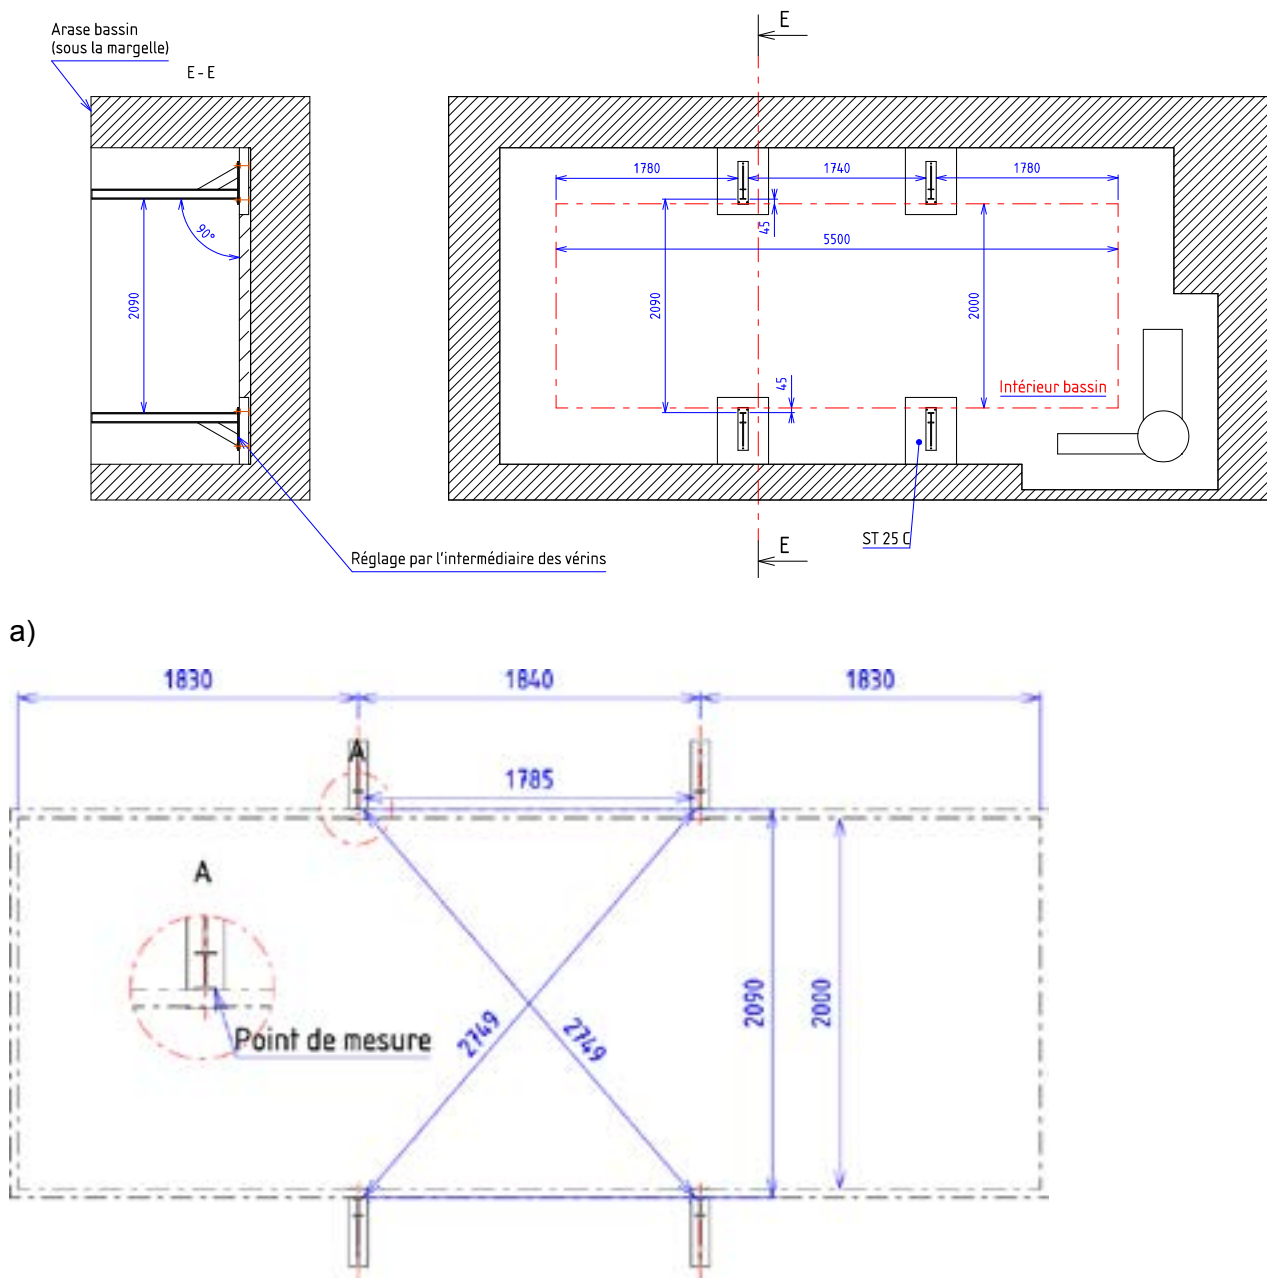 Arase bassin
(sous la margelle)
E - E
E
1780
1740
1780
45
5500
90°
2090
2090
2000
45
Intérieur bassin
E
ST 25 C
Réglage par l'intermédiaire des vérins
a)
1830
1840
1830
A
1785
A
2090
2000
2749
2749
Point de mesure